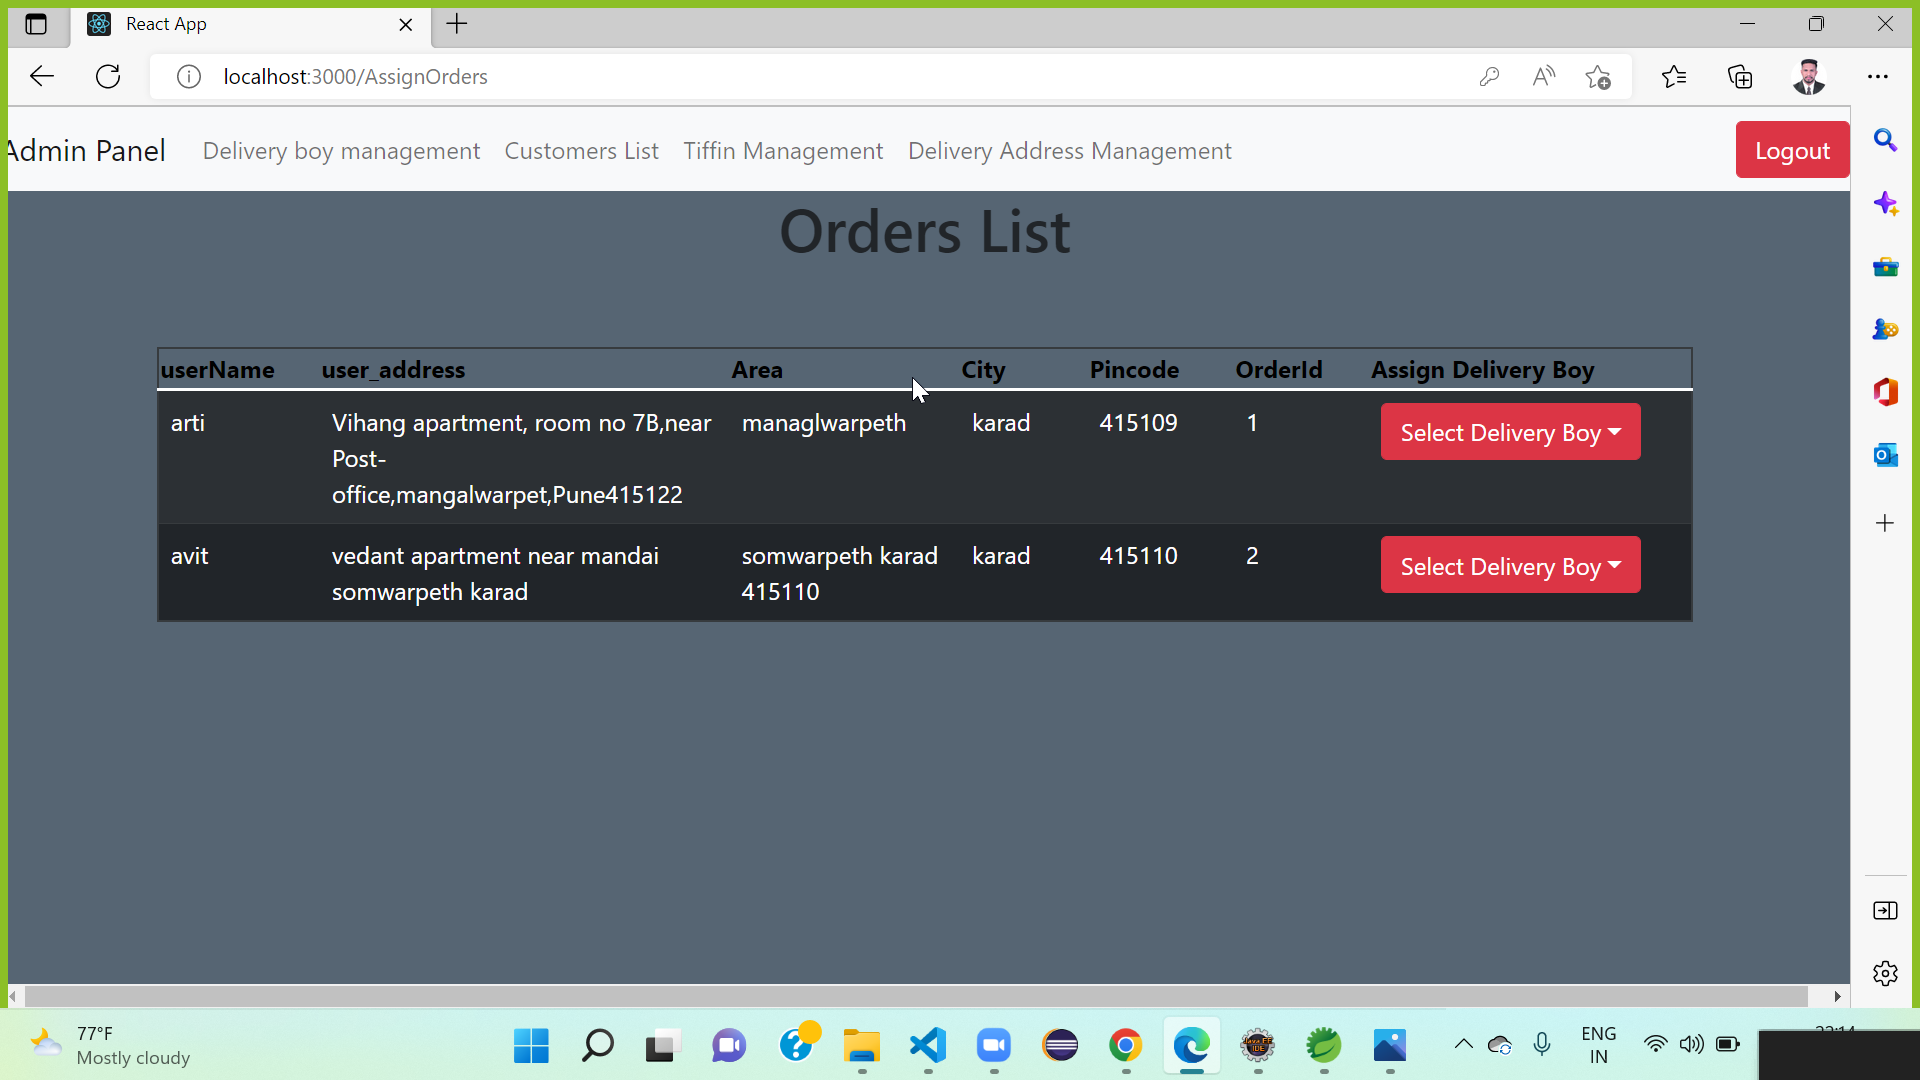 React App
localhost:3000/AssignOrders
Admin Panel Delivery boy management Customers List Tiffin Management Delivery Address Management Logout
Orders List
userName user_address Area City Pincode OrderId Assign Delivery Boy
arti Vihang apartment, room no 7B,near managlwarpeth karad 415109 1 Select Delivery Boy
Post-
office,mangalwarpet,Pune415122
avit vedant apartment near mandai somwarpeth karad karad 415110 2 Select Delivery Boy
somwarpeth karad 415110
77°F
Mostly cloudy
ENG
IN